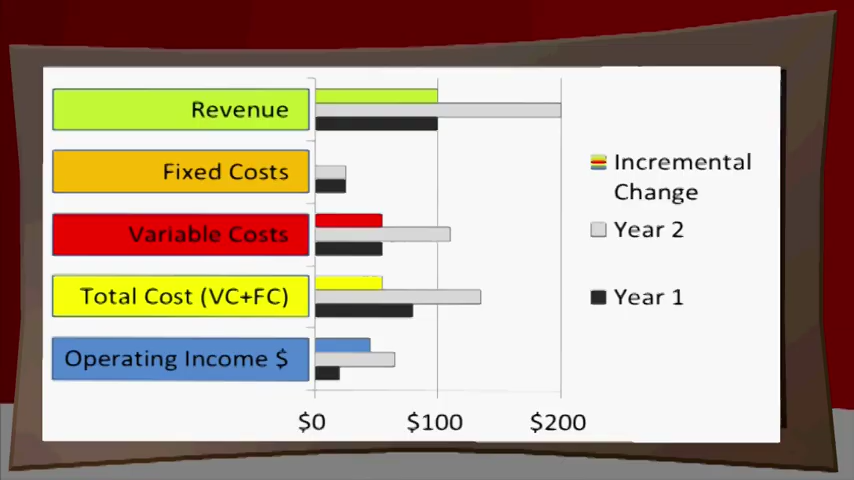 Revenue
Fixed Costs
Variable Costs
Total Cost (VC+FC)
Operating Income $
Incremental
Change
Year 2
Year 1
$0 $100 $200